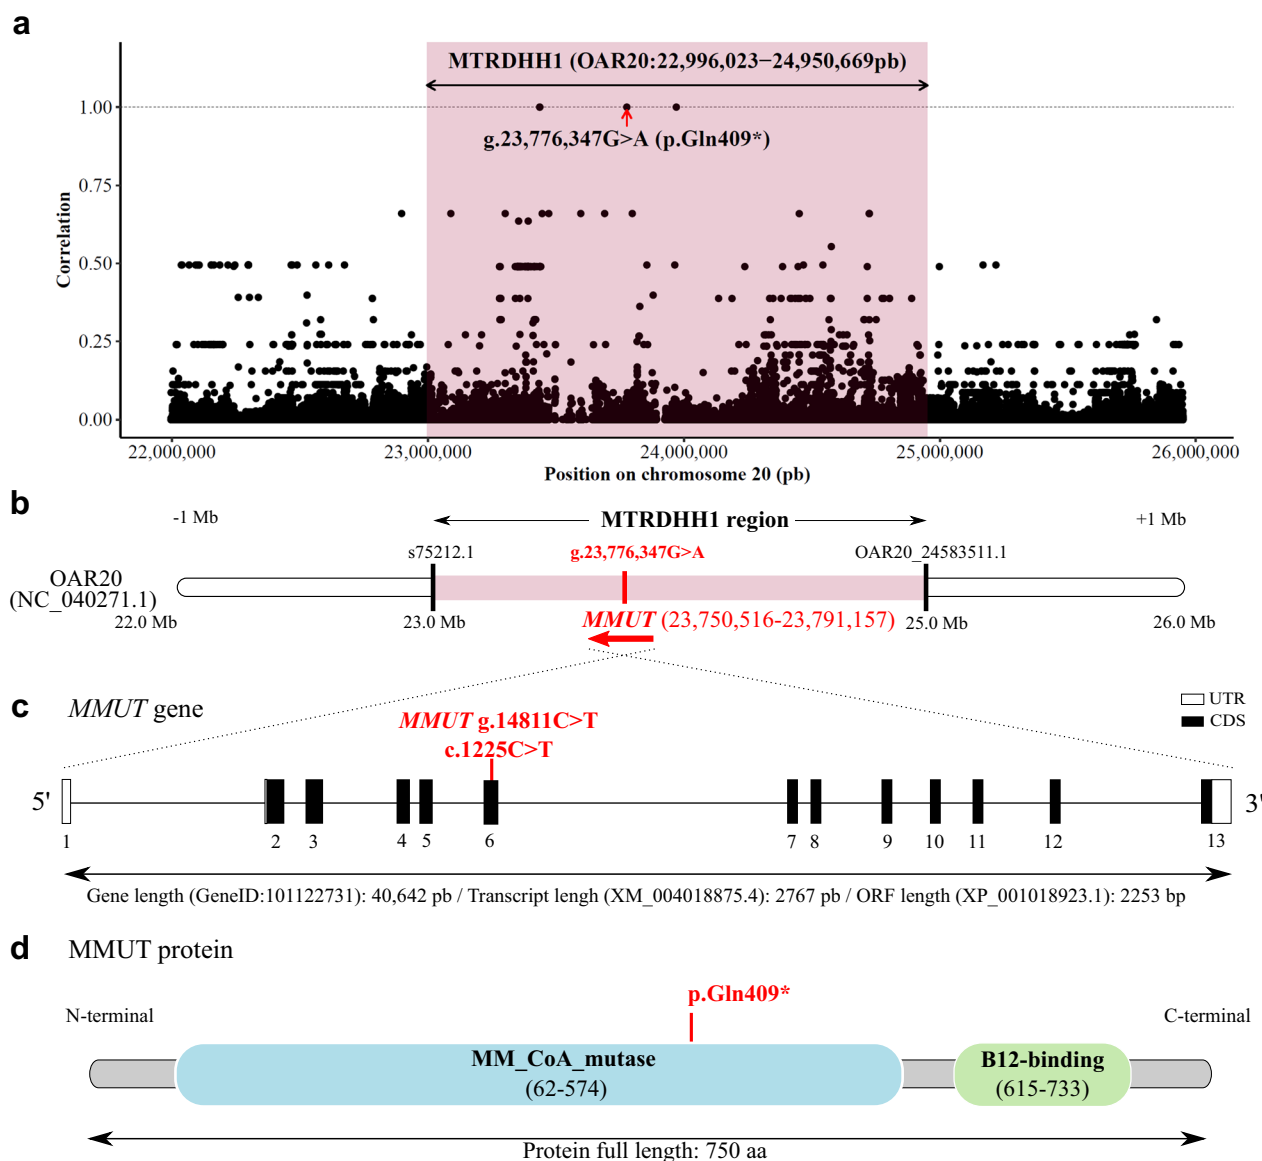 a
MTRDHH1 (OAR20:22,996,023−24,950,669pb)
1.00
g.23,776,347G>A (p.Gln409*)
0.75
Correlation
0.50
0.25
0.00
22,000,000 23,000,000 24,000,000 25,000,000 26,000,000
Position on chromosome 20 (pb)
b
-1 Mb MTRDHH1 region +1 Mb
s75212.1 g.23,776,347G>A OAR20_24583511.1
OAR20
(NC_040271.1)
22.0 Mb 23.0 Mb MMUT (23,750,516-23,791,157) 25.0 Mb 26.0 Mb
c MMUT gene
UTR
CDS
MMUT g.14811C>T
c.1225C>T
5' 3'
1 2 3 4 5 6 7 8 9 10 11 12 13
Gene length (GeneID:101122731): 40,642 pb / Transcript lengh (XM_004018875.4): 2767 pb / ORF length (XP_001018923.1): 2253 bp
d MMUT protein
p.Gln409*
N-terminal C-terminal
MM_CoA_mutase B12-binding
(62-574) (615-733)
Protein full length: 750 aa